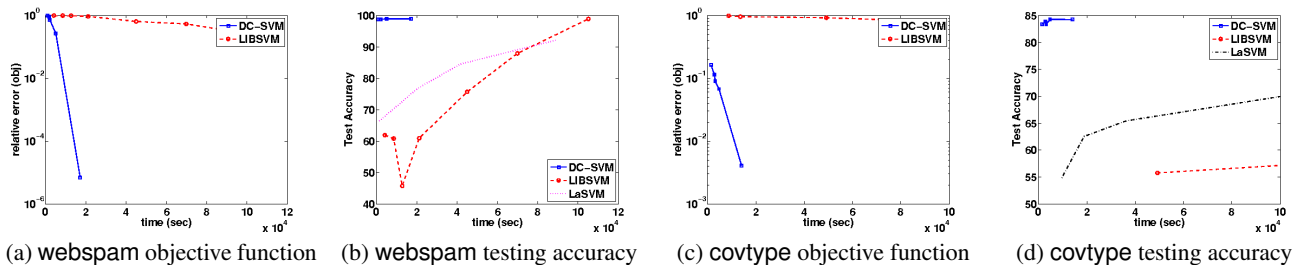 relative error (obj)
10^0
10^-2
10^-4
10^-6
0 2 4 6 8 10 12
x 10^4
time (sec)
DC-SVM
LIBSVM
(a) webspam objective function
Test Accuracy
100
90
80
70
60
50
40
0 2 4 6 8 10 12
x 10^4
time (sec)
DC-SVM
LIBSVM
LaSVM
(b) webspam testing accuracy
relative error (obj)
10^0
10^-1
10^-2
10^-3
0 2 4 6 8 10
x 10^4
time (sec)
DC-SVM
LIBSVM
(c) covtype objective function
Test Accuracy
85
80
75
70
65
60
55
50
0 2 4 6 8 10
x 10^4
time (sec)
DC-SVM
LIBSVM
LaSVM
(d) covtype testing accuracy